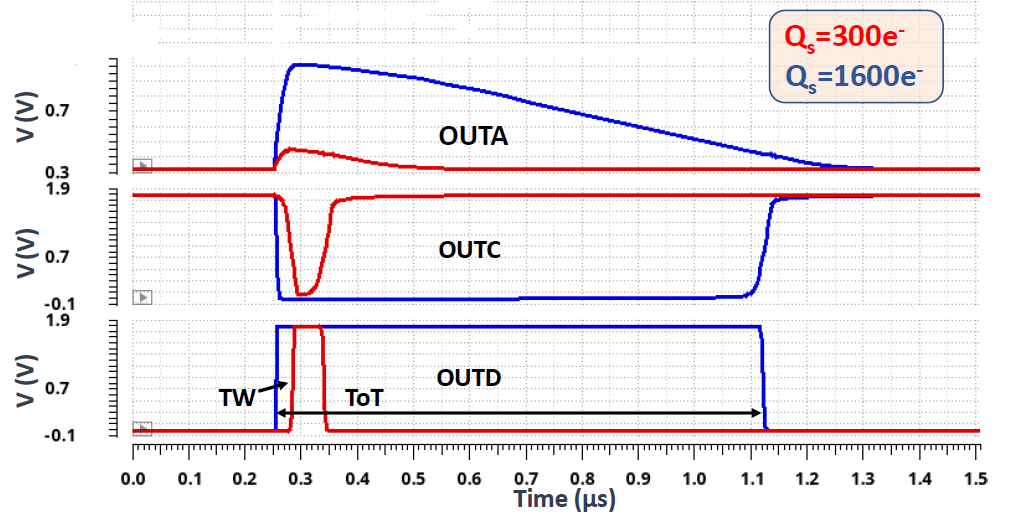 Qs=300e-
Qs=1600e-
V (V)
0.7
0.3
OUTA
V(V)
1.9
0.7
-0.1
OUTC
V (V)
1.9
0.7
-0.1
OUTD
TW
ToT
0.0 0.1 0.2 0.3 0.4 0.5 0.6 0.7 0.8 0.9 1.0 1.1 1.2 1.3 1.4 1.5
Time (µs)